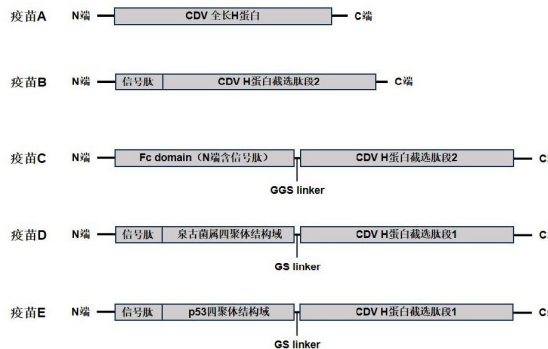 疫苗A N端 CDV 全长H蛋白 C端
疫苗B N端 信号肽 CDV H蛋白截选肽段2 C端
疫苗C N端 Fc domain（N端含信号肽） CDV H蛋白截选肽段2 C
GGS linker
疫苗D N端 信号肽 泉古菌属四聚体结构域 CDV H蛋白截选肽段1 C
GS linker
疫苗E N端 信号肽 p53四聚体结构域 CDV H蛋白截选肽段1 C
GS linker